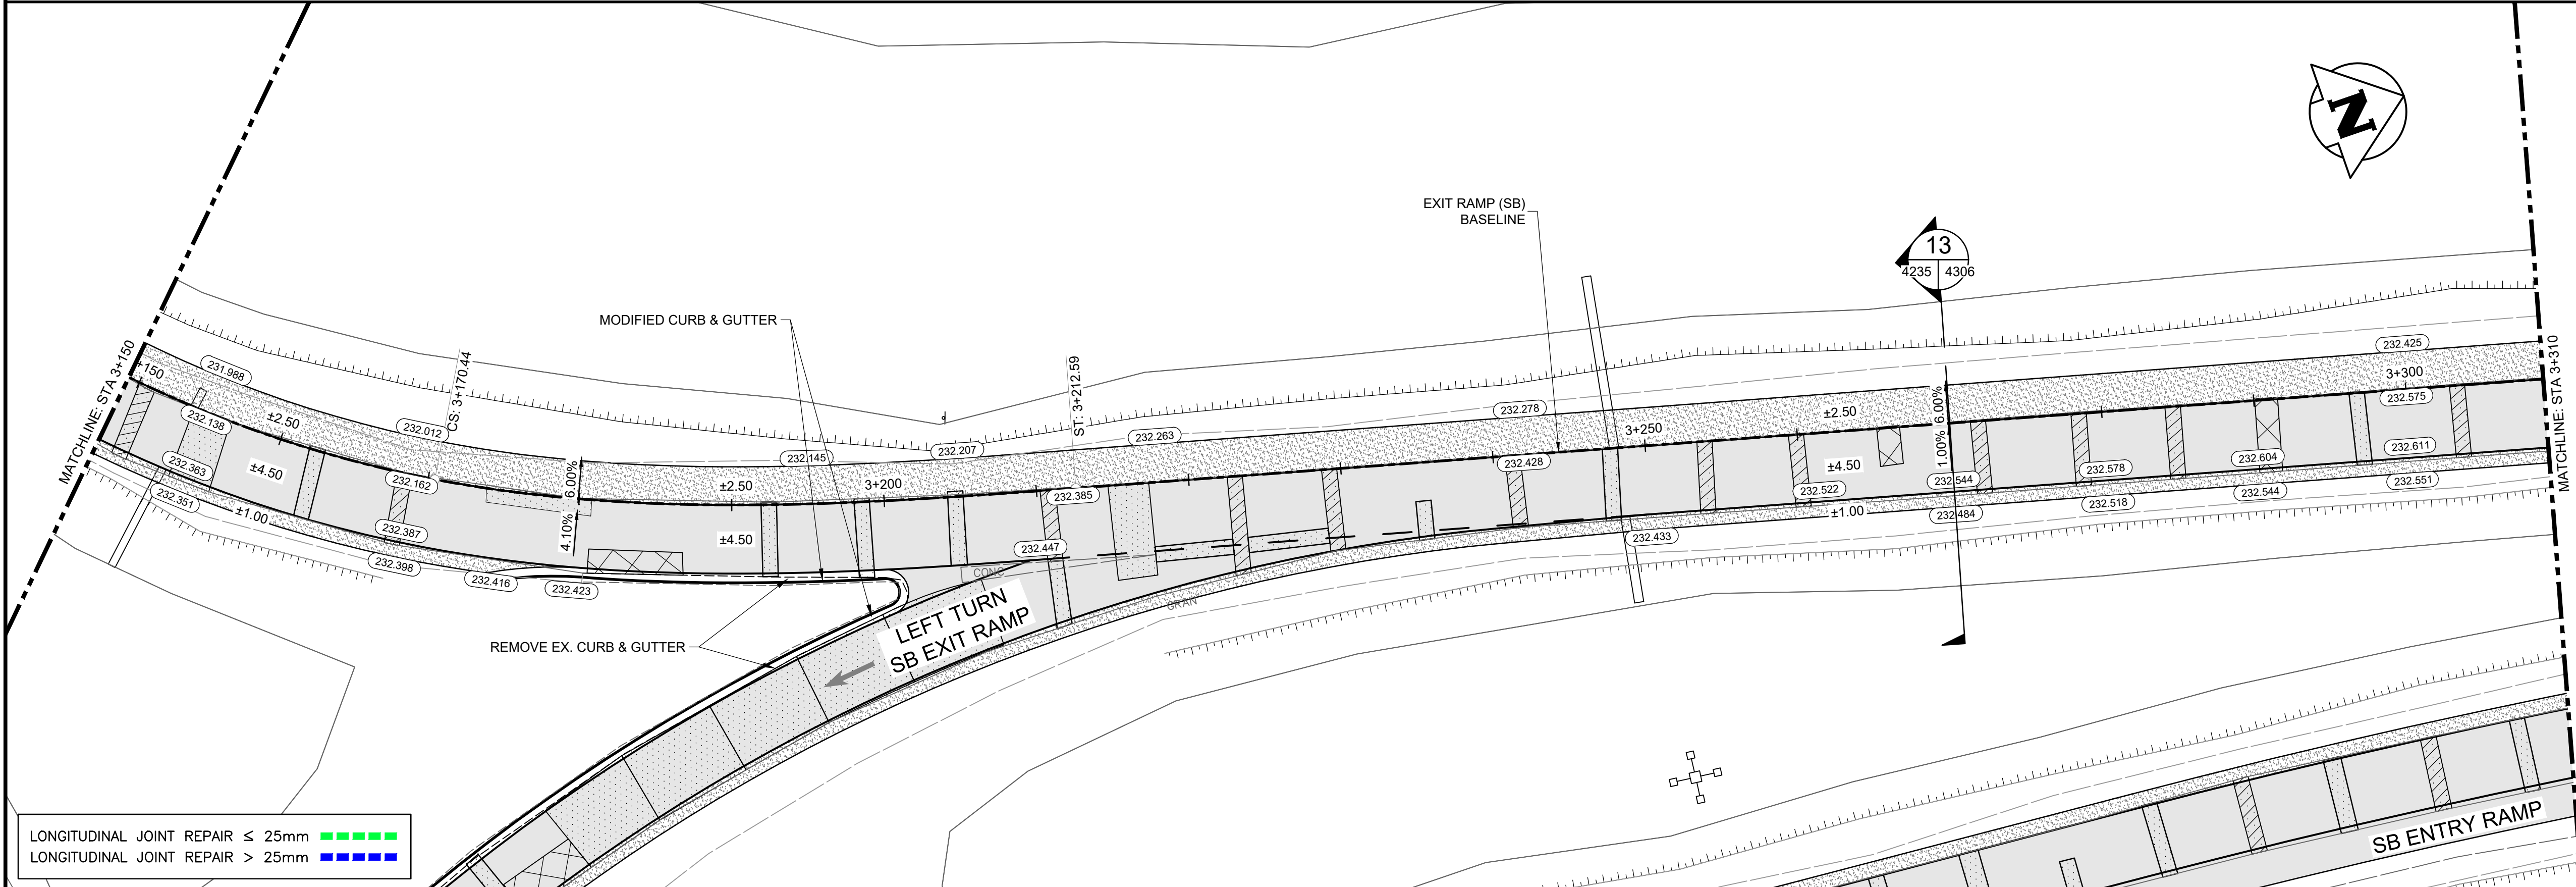 N
EXIT RAMP (SB)
BASELINE
13
4235 4306
MODIFIED CURB & GUTTER
MATCHLINE: STA 3+150
+150
231.988
232.138
±2.50
232.012
CS: 3+170.44
232.363
±4.50
232.351
±1.00
232.162
232.387
232.398
232.416
232.423
6.00%
4.10%
±2.50
±4.50
232.145
3+200
232.207
ST: 3+212.59
232.385
232.447
232.263
232.278
232.428
3+250
232.433
±2.50
±4.50
232.522
±1.00
6.00%
1.00%
232.544
232.484
232.578
232.518
232.604
232.544
232.425
3+300
232.575
232.611
232.551
MATCHLINE: STA 3+310
CONC
GRAN
LEFT TURN
SB EXIT RAMP
REMOVE EX. CURB & GUTTER
SB ENTRY RAMP
LONGITUDINAL JOINT REPAIR ≤ 25mm
LONGITUDINAL JOINT REPAIR > 25mm